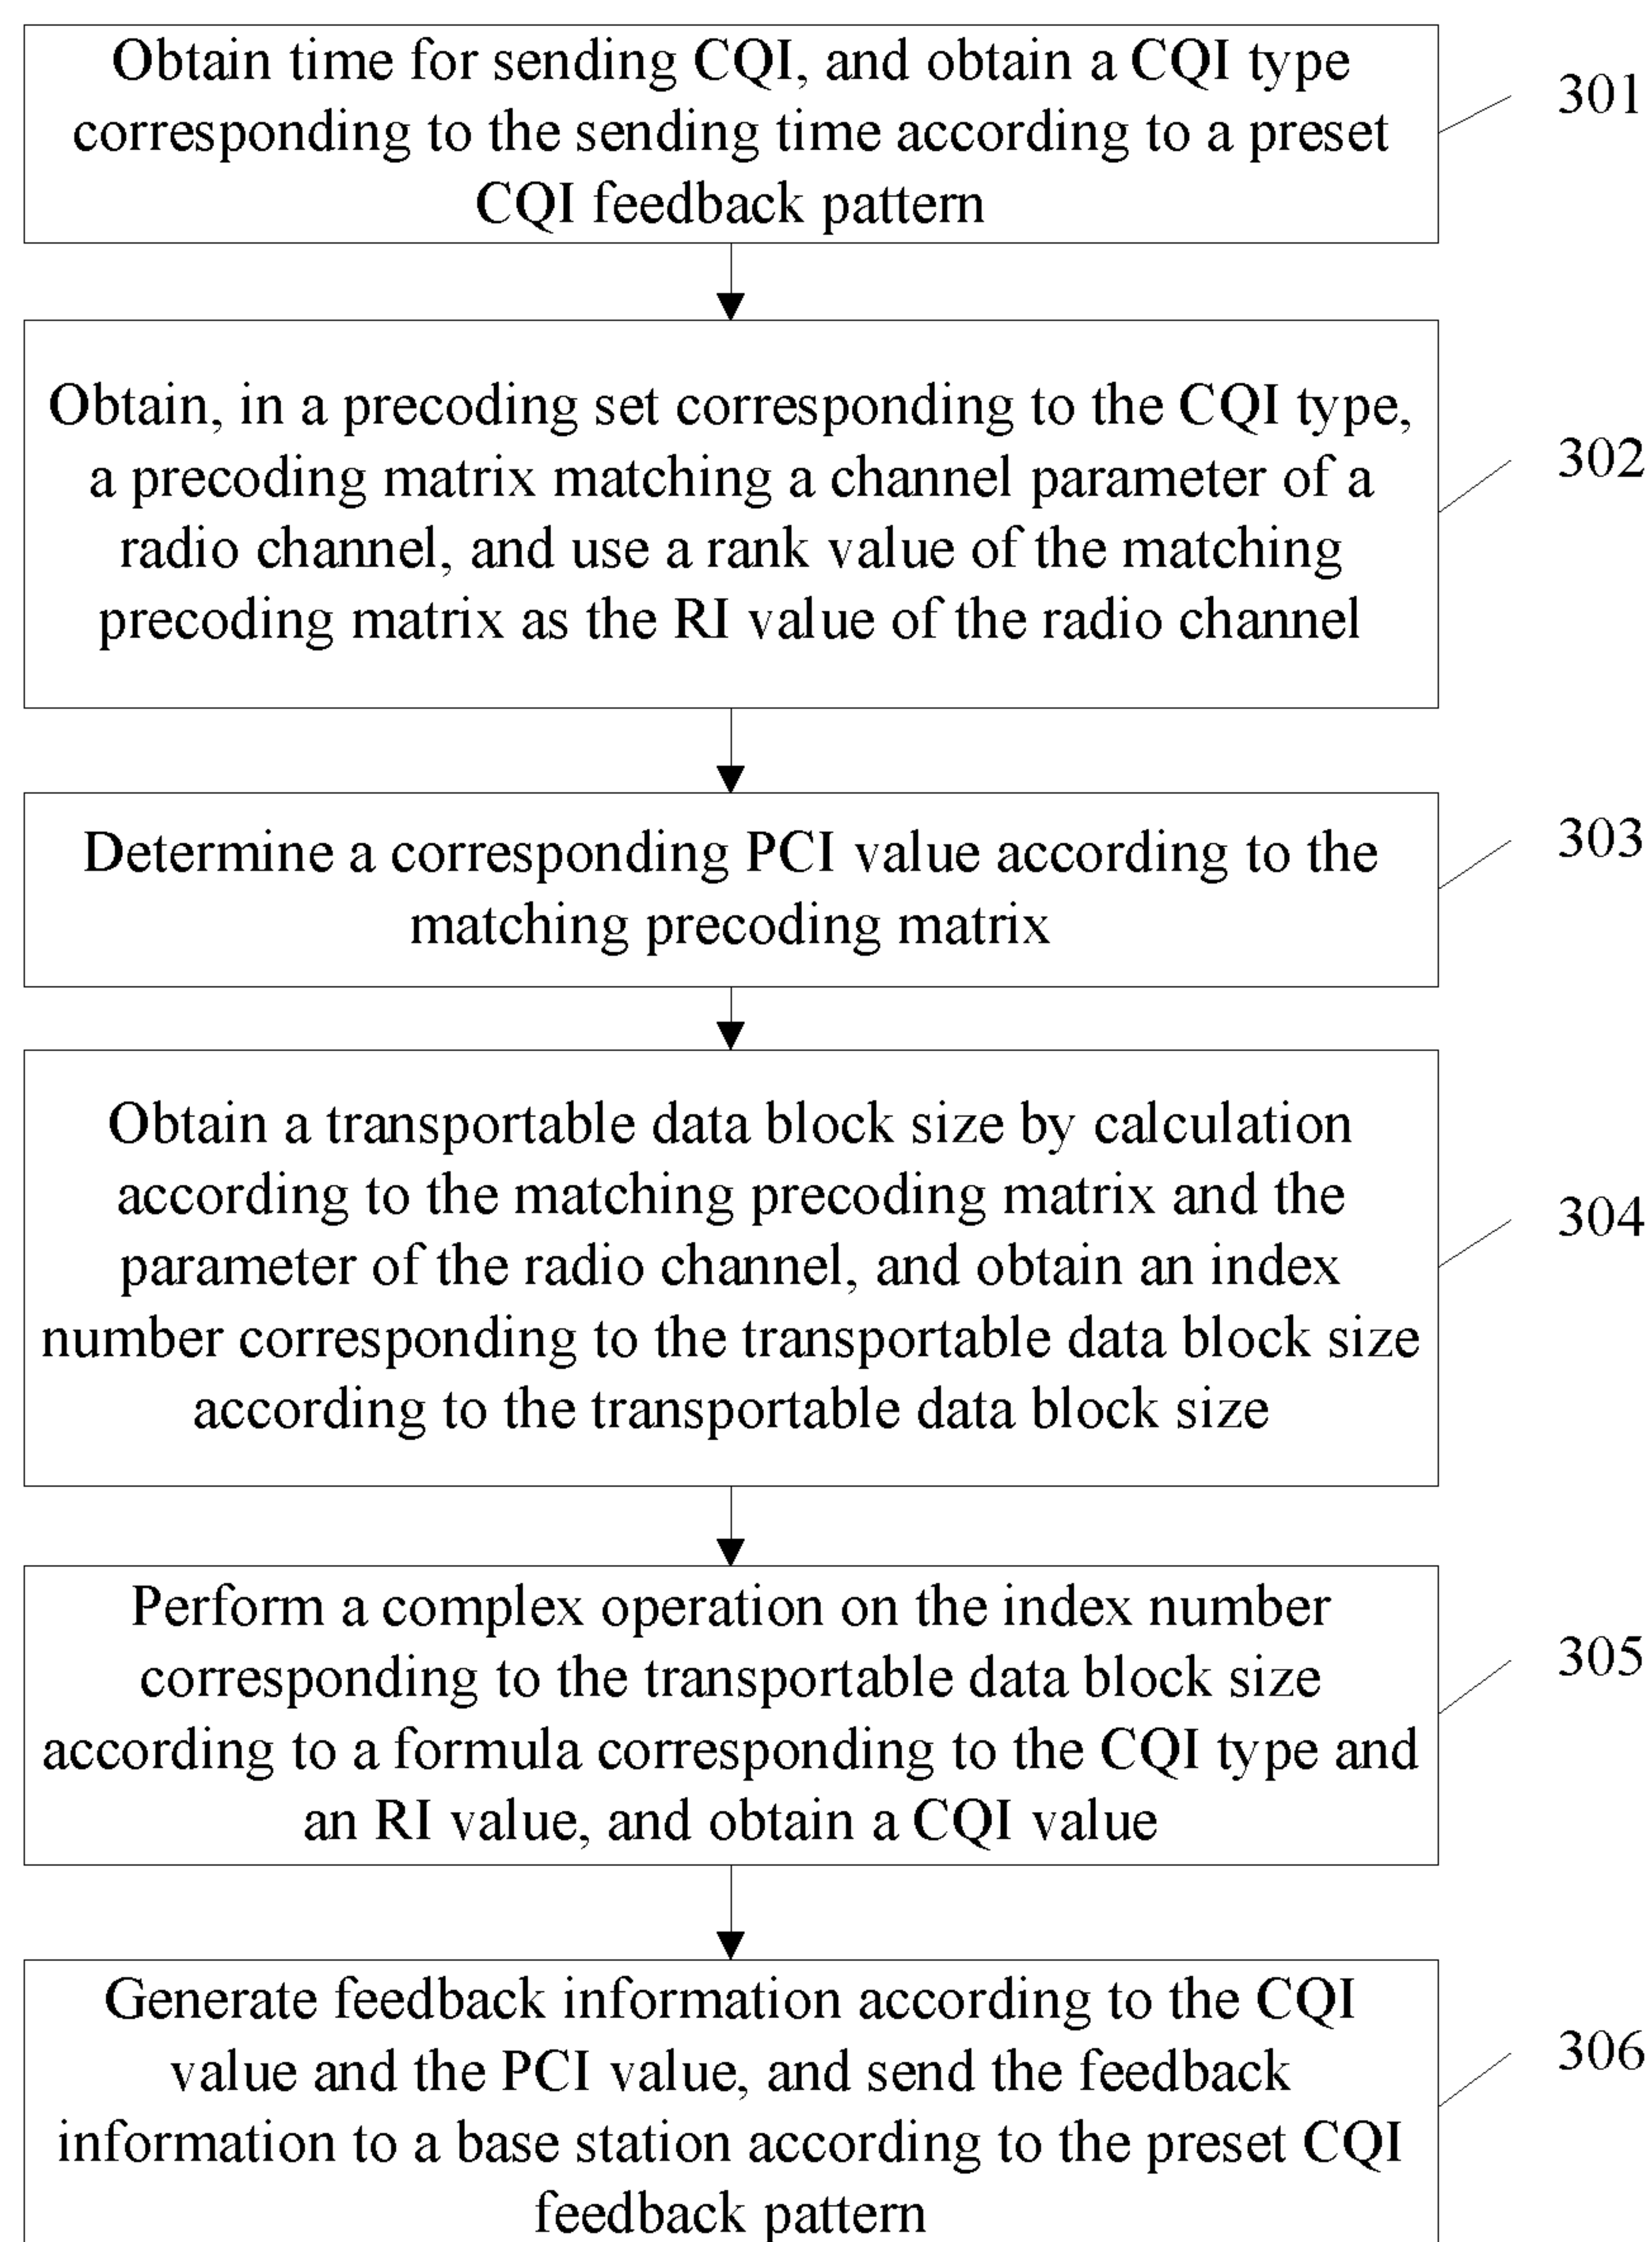 Obtain time for sending CQI, and obtain a CQI type
corresponding to the sending time according to a preset
CQI feedback pattern
301
Obtain, in a precoding set corresponding to the CQI type,
a precoding matrix matching a channel parameter of a
radio channel, and use a rank value of the matching
precoding matrix as the RI value of the radio channel
302
Determine a corresponding PCI value according to the
matching precoding matrix
303
Obtain a transportable data block size by calculation
according to the matching precoding matrix and the
parameter of the radio channel, and obtain an index
number corresponding to the transportable data block size
according to the transportable data block size
304
Perform a complex operation on the index number
corresponding to the transportable data block size
according to a formula corresponding to the CQI type and
an RI value, and obtain a CQI value
305
Generate feedback information according to the CQI
value and the PCI value, and send the feedback
information to a base station according to the preset CQI
feedback pattern
306